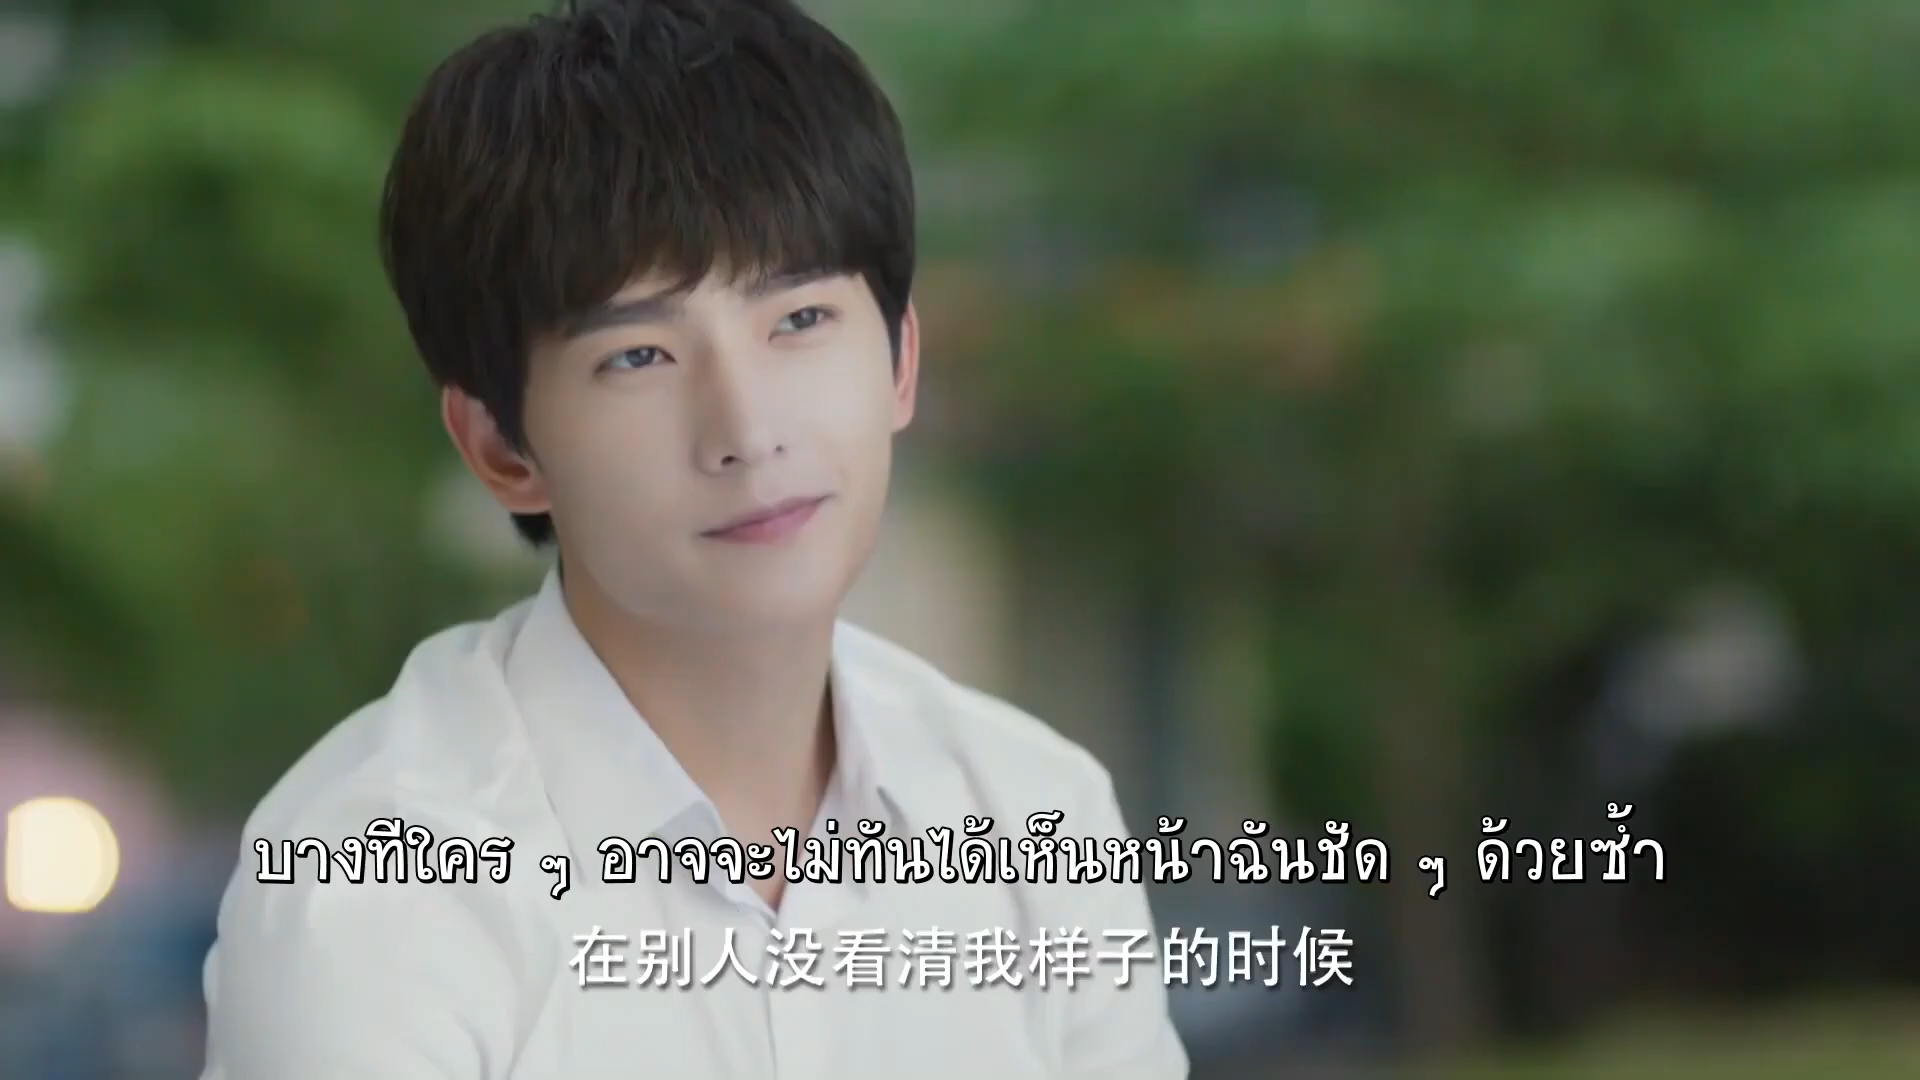 บางทีใคร ๆ อาจจะไม่ทันได้เห็นหน้าฉันชัด ๆ ด้วยซ้ำ
在别人没看清我样子的时候